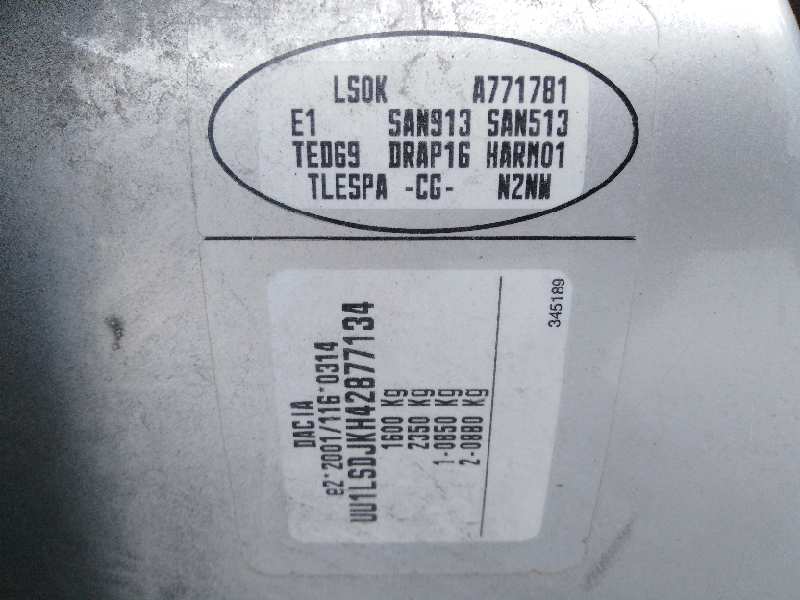 LS0K A771781
E1 SAN913 SAN513
TED69 DRAP16 HARM01
TLESPA -CG- N2NW
DACIA
e2*2001/116*0314
UU1LSDJKH42877134
1600 Kg
2350 Kg
1-0850 Kg
2-0880 Kg
345189